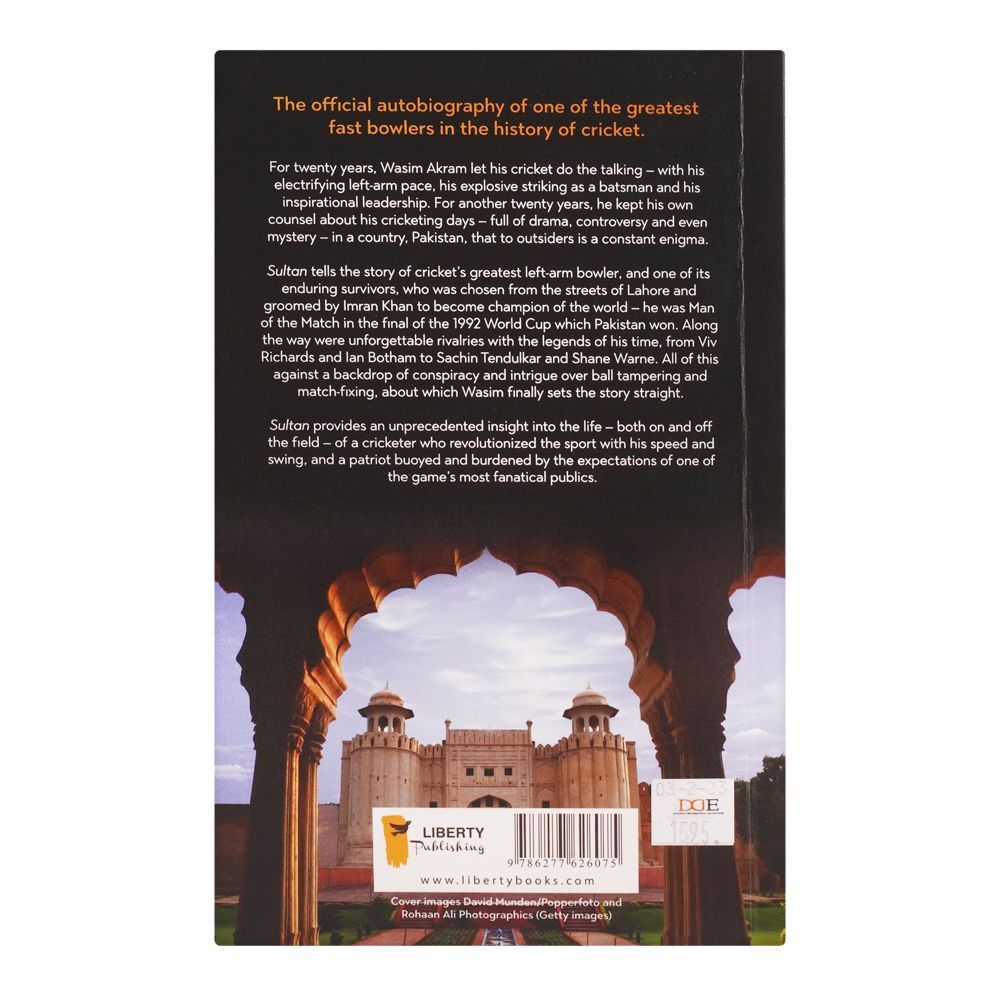 The official autobiography of one of the greatest
fast bowlers in the history of cricket.
For twenty years, Wasim Akram let his cricket do the talking – with his
electrifying left-arm pace, his explosive striking as a batsman and his
inspirational leadership. For another twenty years, he kept his own
counsel about his cricketing days – full of drama, controversy and even
mystery – in a country, Pakistan, that to outsiders is a constant enigma.
Sultan tells the story of cricket's greatest left-arm bowler, and one of its
enduring survivors, who was chosen from the streets of Lahore and
groomed by Imran Khan to become champion of the world – he was Man
of the Match in the final of the 1992 World Cup which Pakistan won. Along
the way were unforgettable rivalries with the legends of his time, from Viv
Richards and Ian Botham to Sachin Tendulkar and Shane Warne. All of this
against a backdrop of conspiracy and intrigue over ball tampering and
match-fixing, about which Wasim finally sets the story straight.
Sultan provides an unprecedented insight into the life – both on and off
the field – of a cricketer who revolutionized the sport with his speed and
swing, and a patriot buoyed and burdened by the expectations of one of
the game's most fanatical publics.
03-2-23
DDE
1595.
LIBERTY
Publishing
9 786277 626075
www.libertybooks.com
Cover images David Munden/Popperfoto and
Rohaan Ali Photographics (Getty images)